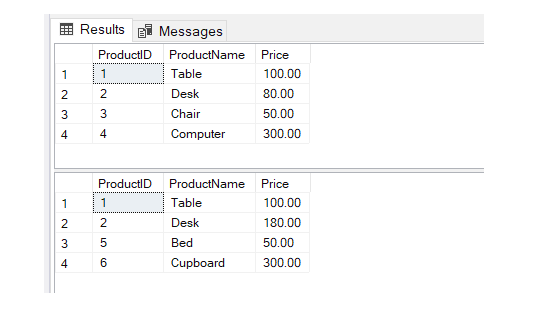 Results Messages
ProductID ProductName Price
1 1 Table 100.00
2 2 Desk 80.00
3 3 Chair 50.00
4 4 Computer 300.00
ProductID ProductName Price
1 1 Table 100.00
2 2 Desk 180.00
3 5 Bed 50.00
4 6 Cupboard 300.00